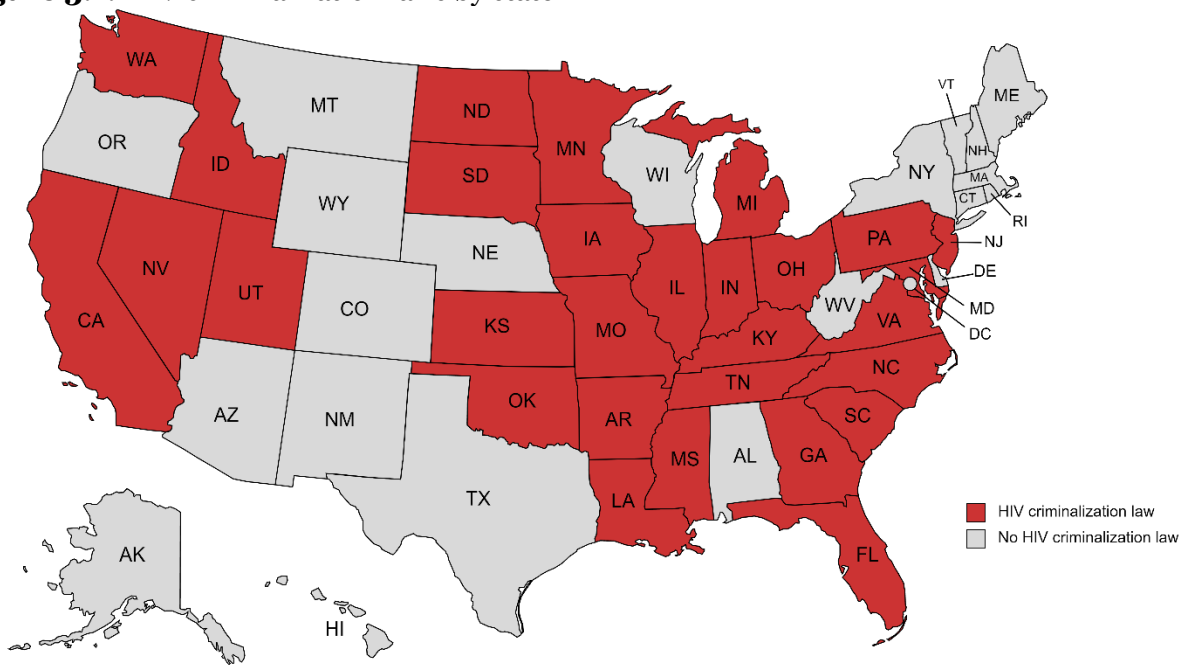 WA
MT
ND
MN
VT
ME
OR
ID
SD
WI
NH
NY
MA
CT
RI
WY
MI
IA
NE
PA
NJ
NV
UT
CO
IL
IN
OH
DE
WV
MD
DC
CA
KS
MO
KY
VA
NC
TN
AZ
NM
OK
AR
SC
MS
AL
GA
TX
LA
HIV criminalization law
No HIV criminalization law
AK
FL
HI